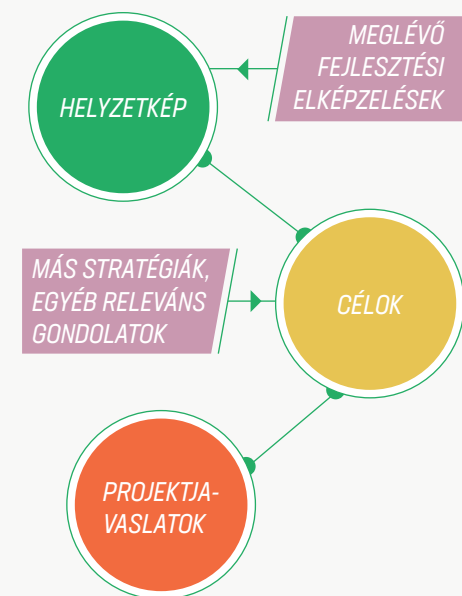 MEGLÉVŐ
FEJLESZTÉSI
ELKÉPZELÉSEK
HELYZETKÉP
MÁS STRATÉGIÁK,
EGYÉB RELEVÁNS
GONDOLATOK
CÉLOK
PROJEKTJA-
VASLATOK